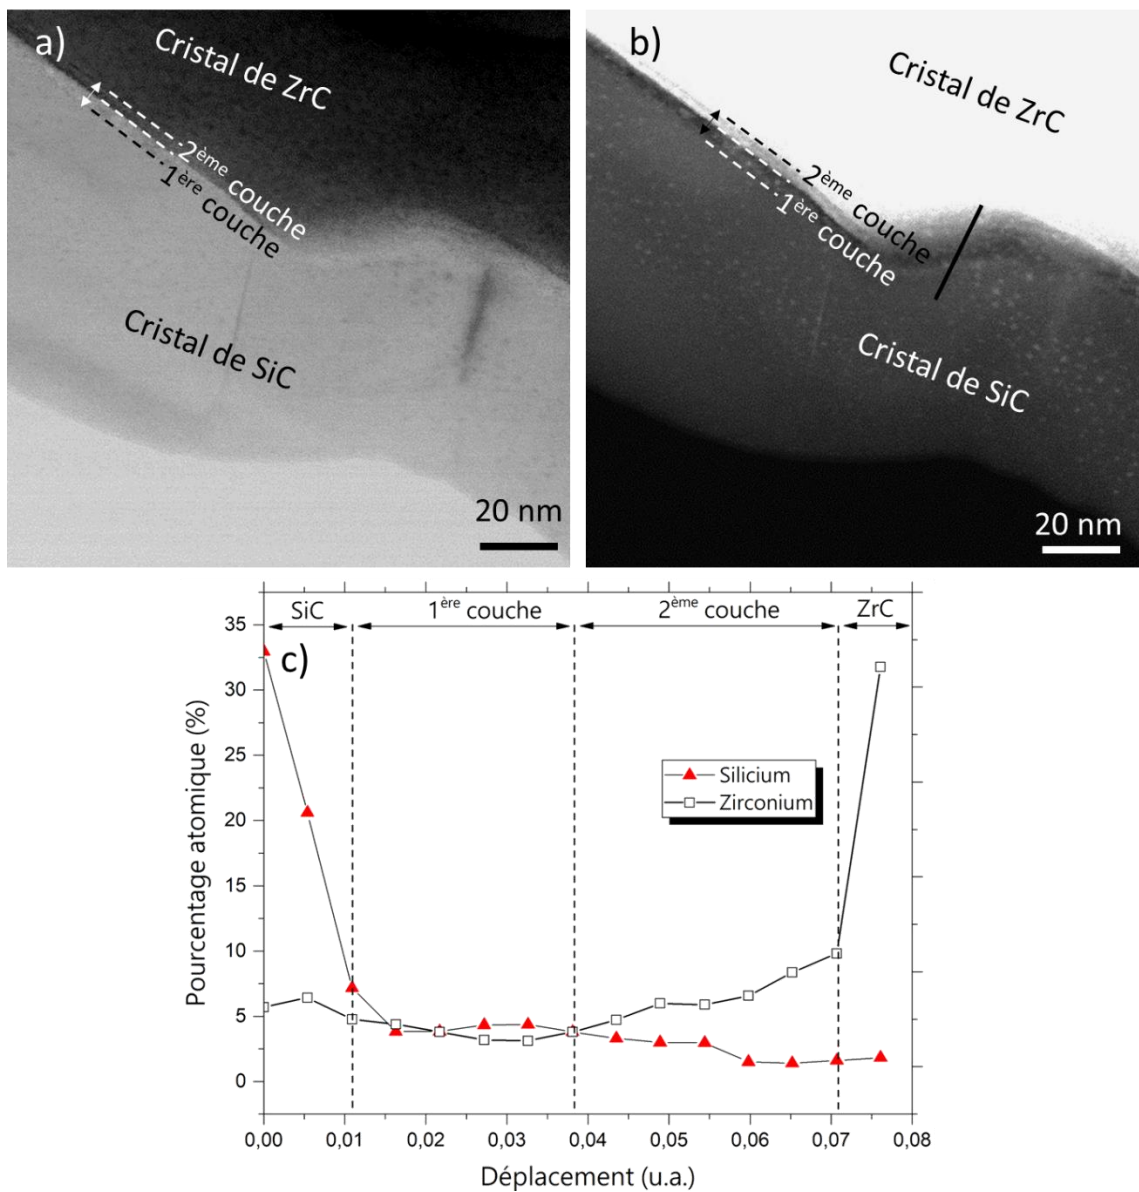 a)
Cristal de ZrC
2ème couche
1ère couche
Cristal de SiC
20 nm
b)
Cristal de ZrC
2ème couche
1ère couche
Cristal de SiC
20 nm
SiC
1ère couche
2ème couche
ZrC
c)
Silicium
Zirconium
35
30
25
20
15
10
5
0
Pourcentage atomique (%)
0,00 0,01 0,02 0,03 0,04 0,05 0,06 0,07 0,08
Déplacement (u.a.)